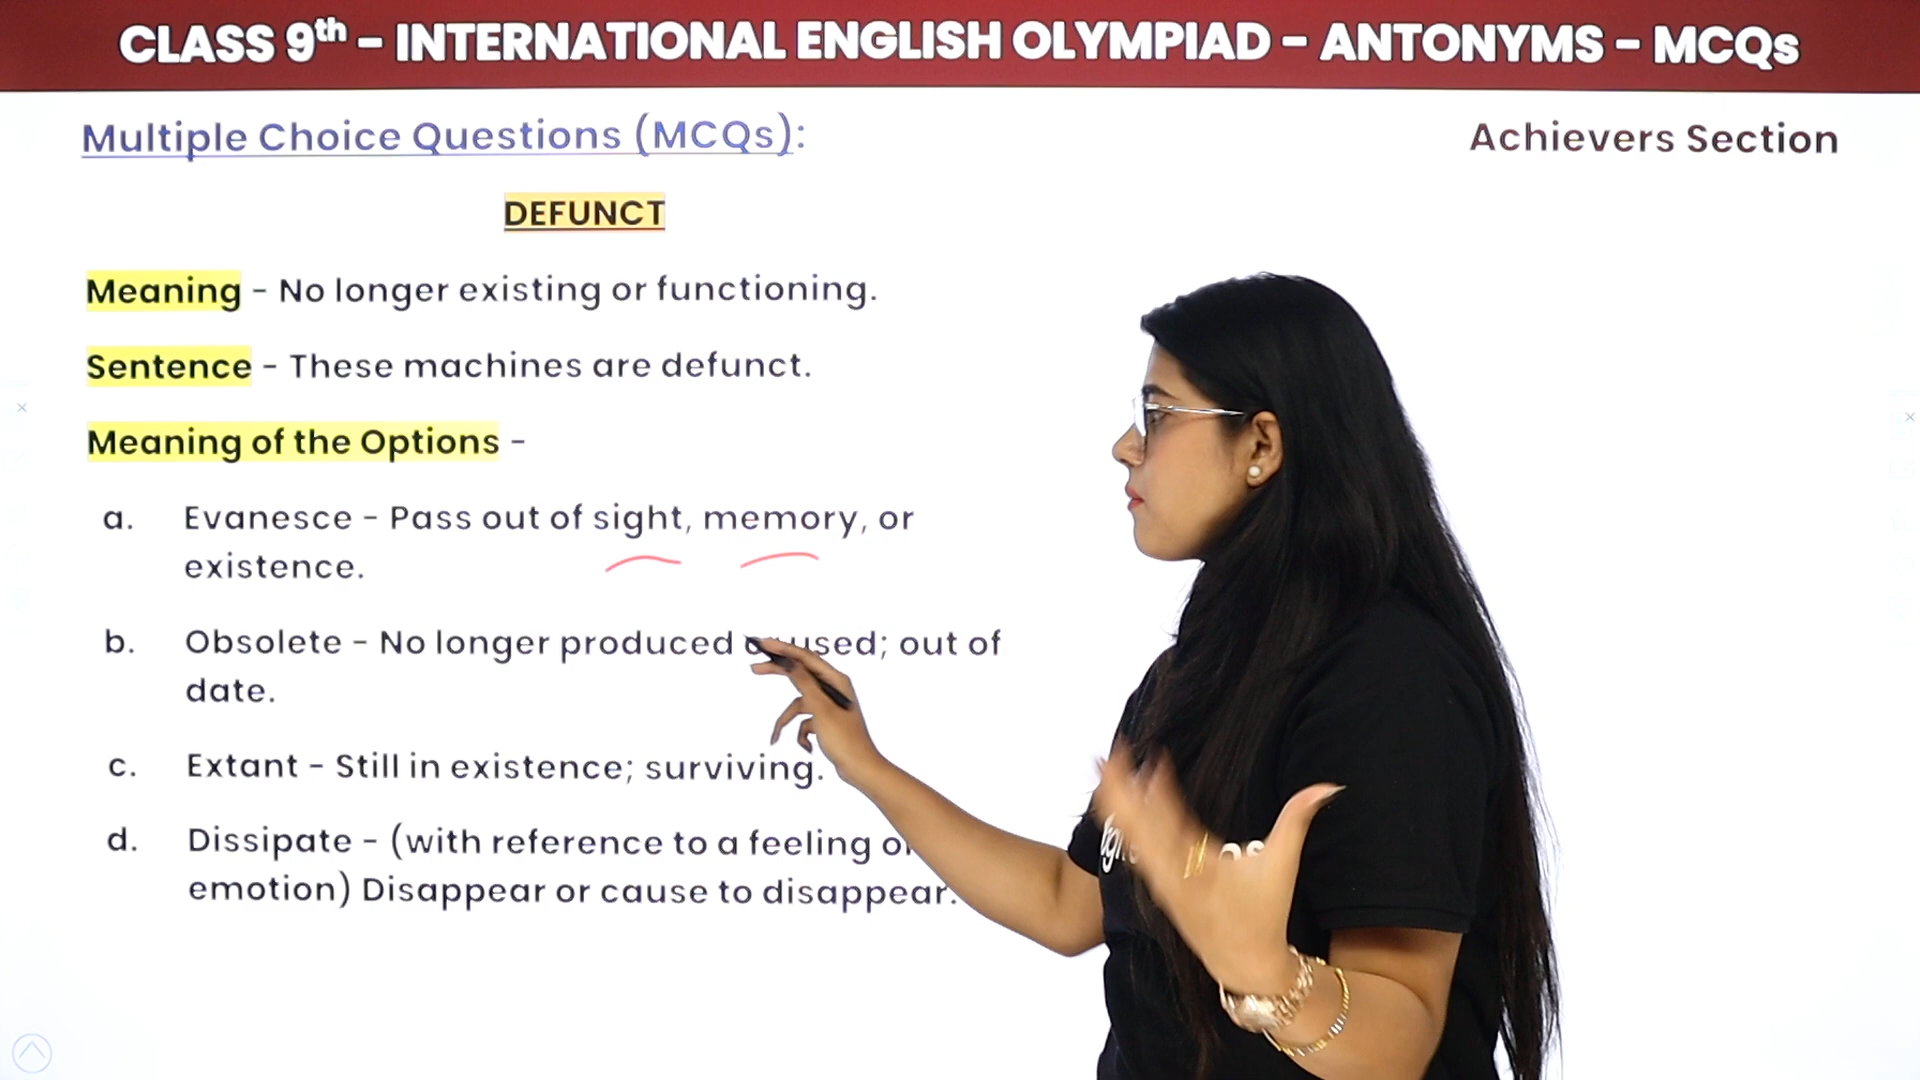 CLASS 9th - INTERNATIONAL ENGLISH OLYMPIAD - ANTONYMS - MCQs
Multiple Choice Questions (MCQs):
Achievers Section
DEFUNCT
Meaning - No longer existing or functioning.
Sentence - These machines are defunct.
Meaning of the Options -
a. Evanesce - Pass out of sight, memory, or
existence.
b. Obsolete - No longer produced used; out of
date.
c. Extant - Still in existence; surviving.
d. Dissipate - (with reference to a feeling or
emotion) Disappear or cause to disappear.